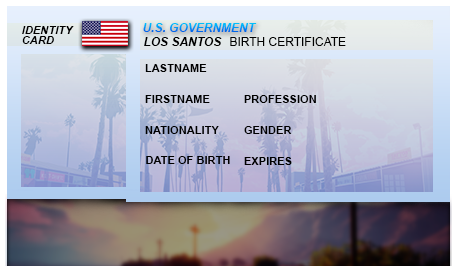 IDENTITY
CARD
U.S. GOVERNMENT
LOS SANTOS BIRTH CERTIFICATE
LASTNAME
FIRSTNAME PROFESSION
NATIONALITY GENDER
DATE OF BIRTH EXPIRES